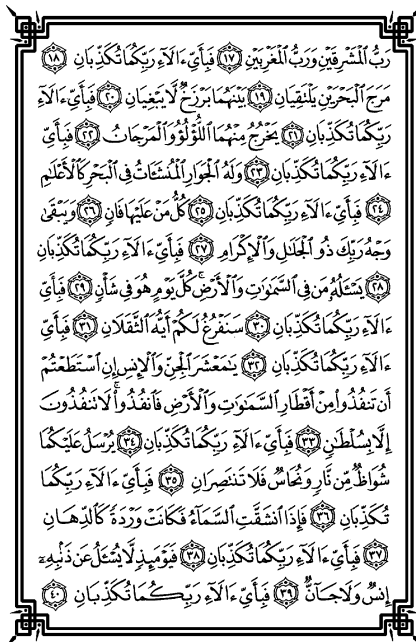 رَبُّ ٱلْمَشْرِقَيْنِ وَرَبُّ ٱلْمَغْرِبَيْنِ ١٧ فَبِأَيِّ ءَالَآءِ رَبِّكُمَا تُكَذِّبَانِ ١٨
مَرَجَ ٱلْبَحْرَيْنِ يَلْتَقِيَانِ ١٩ بَيْنَهُمَا بَرْزَخٌ لَّا يَبْغِيَانِ ٢٠ فَبِأَيِّ ءَالَآءِ
رَبِّكُمَا تُكَذِّبَانِ ٢١ يَخْرُجُ مِنْهُمَا ٱللُّؤْلُؤُ وَٱلْمَرْجَانُ ٢٢ فَبِأَيِّ
ءَالَآءِ رَبِّكُمَا تُكَذِّبَانِ ٢٣ وَلَهُ ٱلْجَوَارِ ٱلْمُنشَـَٔاتُ فِى ٱلْبَحْرِ كَٱلْأَعْلَٰمِ
٢٤ فَبِأَيِّ ءَالَآءِ رَبِّكُمَا تُكَذِّبَانِ ٢٥ كُلُّ مَنْ عَلَيْهَا فَانٍ ٢٦ وَيَبْقَىٰ
وَجْهُ رَبِّكَ ذُو ٱلْجَلَٰلِ وَٱلْإِكْرَامِ ٢٧ فَبِأَيِّ ءَالَآءِ رَبِّكُمَا تُكَذِّبَانِ
٢٨ يَسْـَٔلُهُۥ مَن فِى ٱلسَّمَٰوَٰتِ وَٱلْأَرْضِ ۚ كُلَّ يَوْمٍ هُوَ فِى شَأْنٍ ٢٩ فَبِأَيِّ
ءَالَآءِ رَبِّكُمَا تُكَذِّبَانِ ٣٠ سَنَفْرُغُ لَكُمْ أَيُّهَ ٱلثَّقَلَانِ ٣١ فَبِأَيِّ
ءَالَآءِ رَبِّكُمَا تُكَذِّبَانِ ٣٢ يَٰمَعْشَرَ ٱلْجِنِّ وَٱلْإِنسِ إِنِ ٱسْتَطَعْتُمْ
أَن تَنفُذُوا۟ مِنْ أَقْطَارِ ٱلسَّمَٰوَٰتِ وَٱلْأَرْضِ فَٱنفُذُوا۟ ۚ لَا تَنفُذُونَ
إِلَّا بِسُلْطَٰنٍ ٣٣ فَبِأَيِّ ءَالَآءِ رَبِّكُمَا تُكَذِّبَانِ ٣٤ يُرْسَلُ عَلَيْكُمَا
شُوَاظٌ مِّن نَّارٍ وَنُحَاسٌ فَلَا تَنتَصِرَانِ ٣٥ فَبِأَيِّ ءَالَآءِ رَبِّكُمَا
تُكَذِّبَانِ ٣٦ فَإِذَا ٱنشَقَّتِ ٱلسَّمَآءُ فَكَانَتْ وَرْدَةً كَٱلدِّهَانِ
٣٧ فَبِأَيِّ ءَالَآءِ رَبِّكُمَا تُكَذِّبَانِ ٣٨ فَيَوْمَئِذٍ لَّا يُسْـَٔلُ عَن ذَنۢبِهِۦٓ
إِنسٌ وَلَا جَآنٌّ ٣٩ فَبِأَيِّ ءَالَآءِ رَبِّكُمَا تُكَذِّبَانِ ٤٠